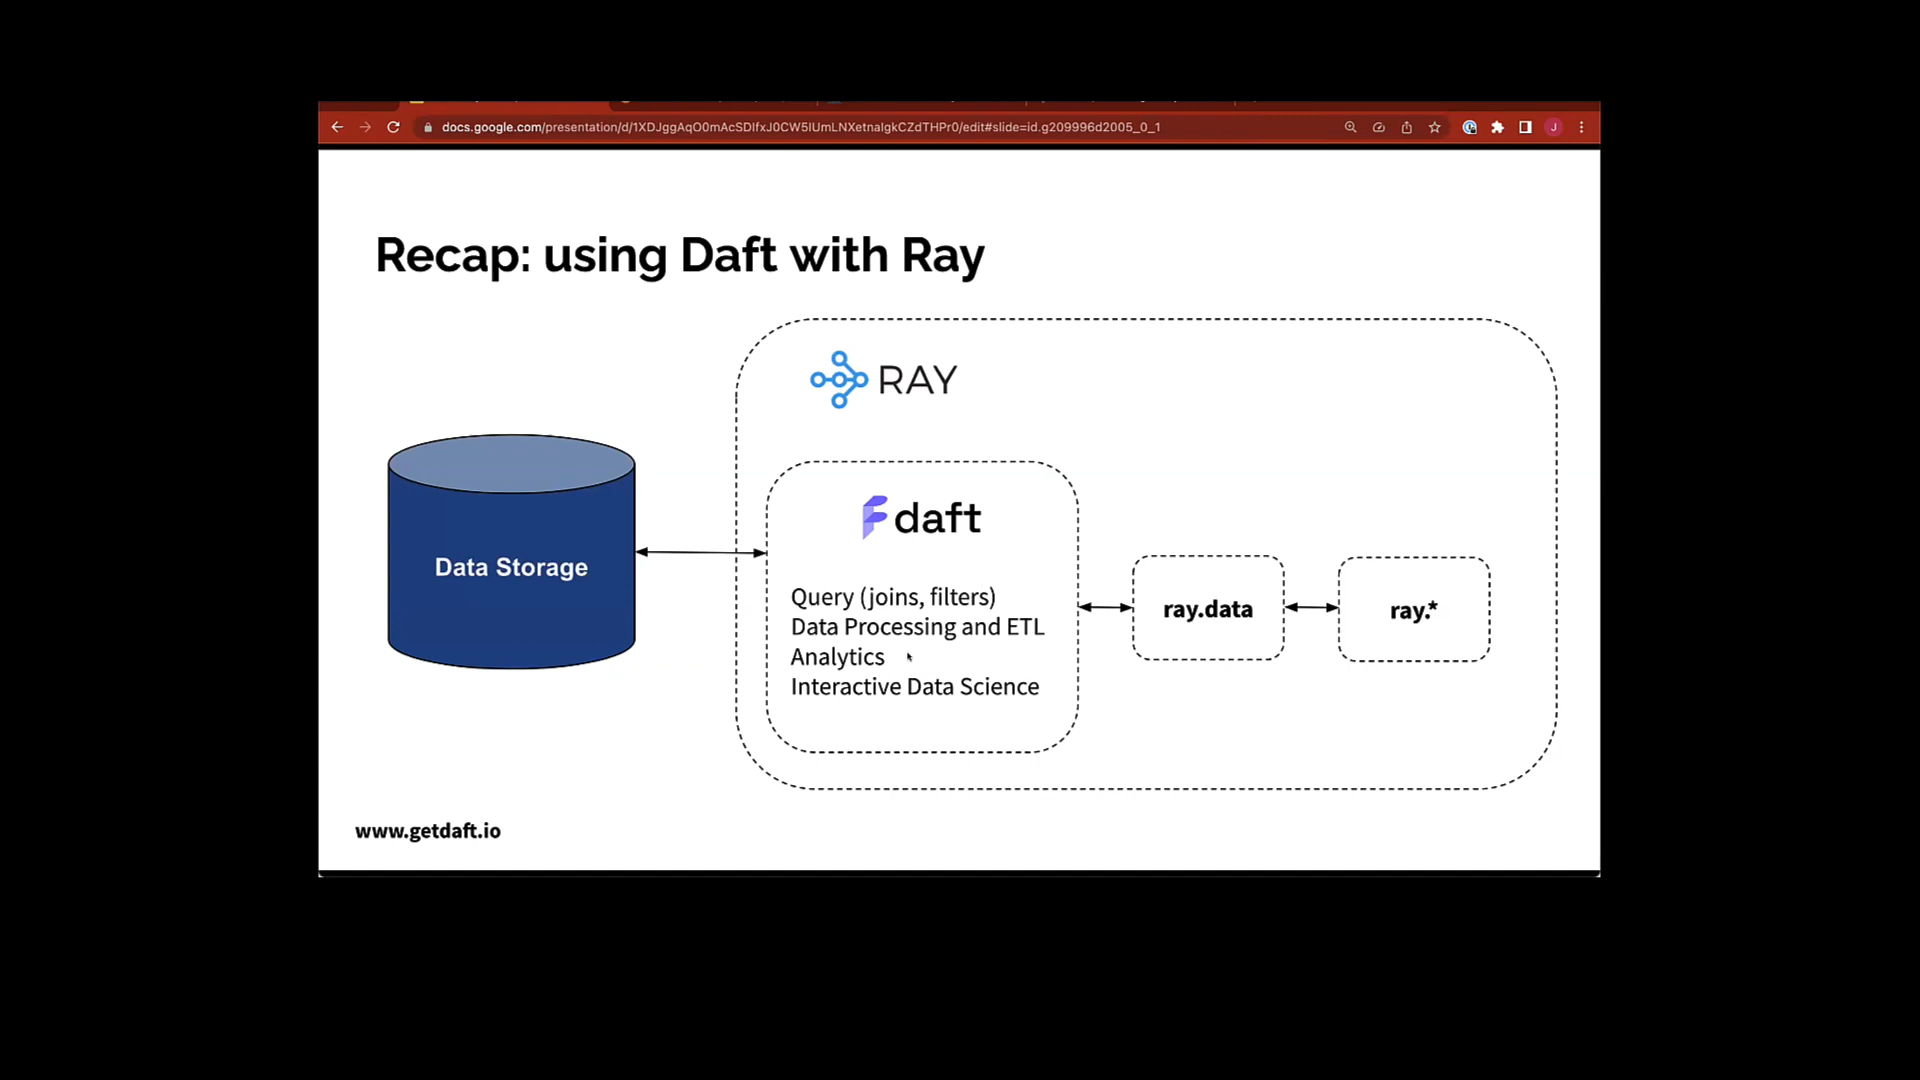 docs.google.com/presentation/d/1XDJggAqO0mAcSDIfxJ0CW5IUmLNXetnaIgkCZdTHPr0/edit#slide=id.g209996d2005_0_1
J
Recap: using Daft with Ray
RAY
daft
Data Storage
Query (joins, filters)
Data Processing and ETL
Analytics
Interactive Data Science
ray.data
ray.*
www.getdaft.io